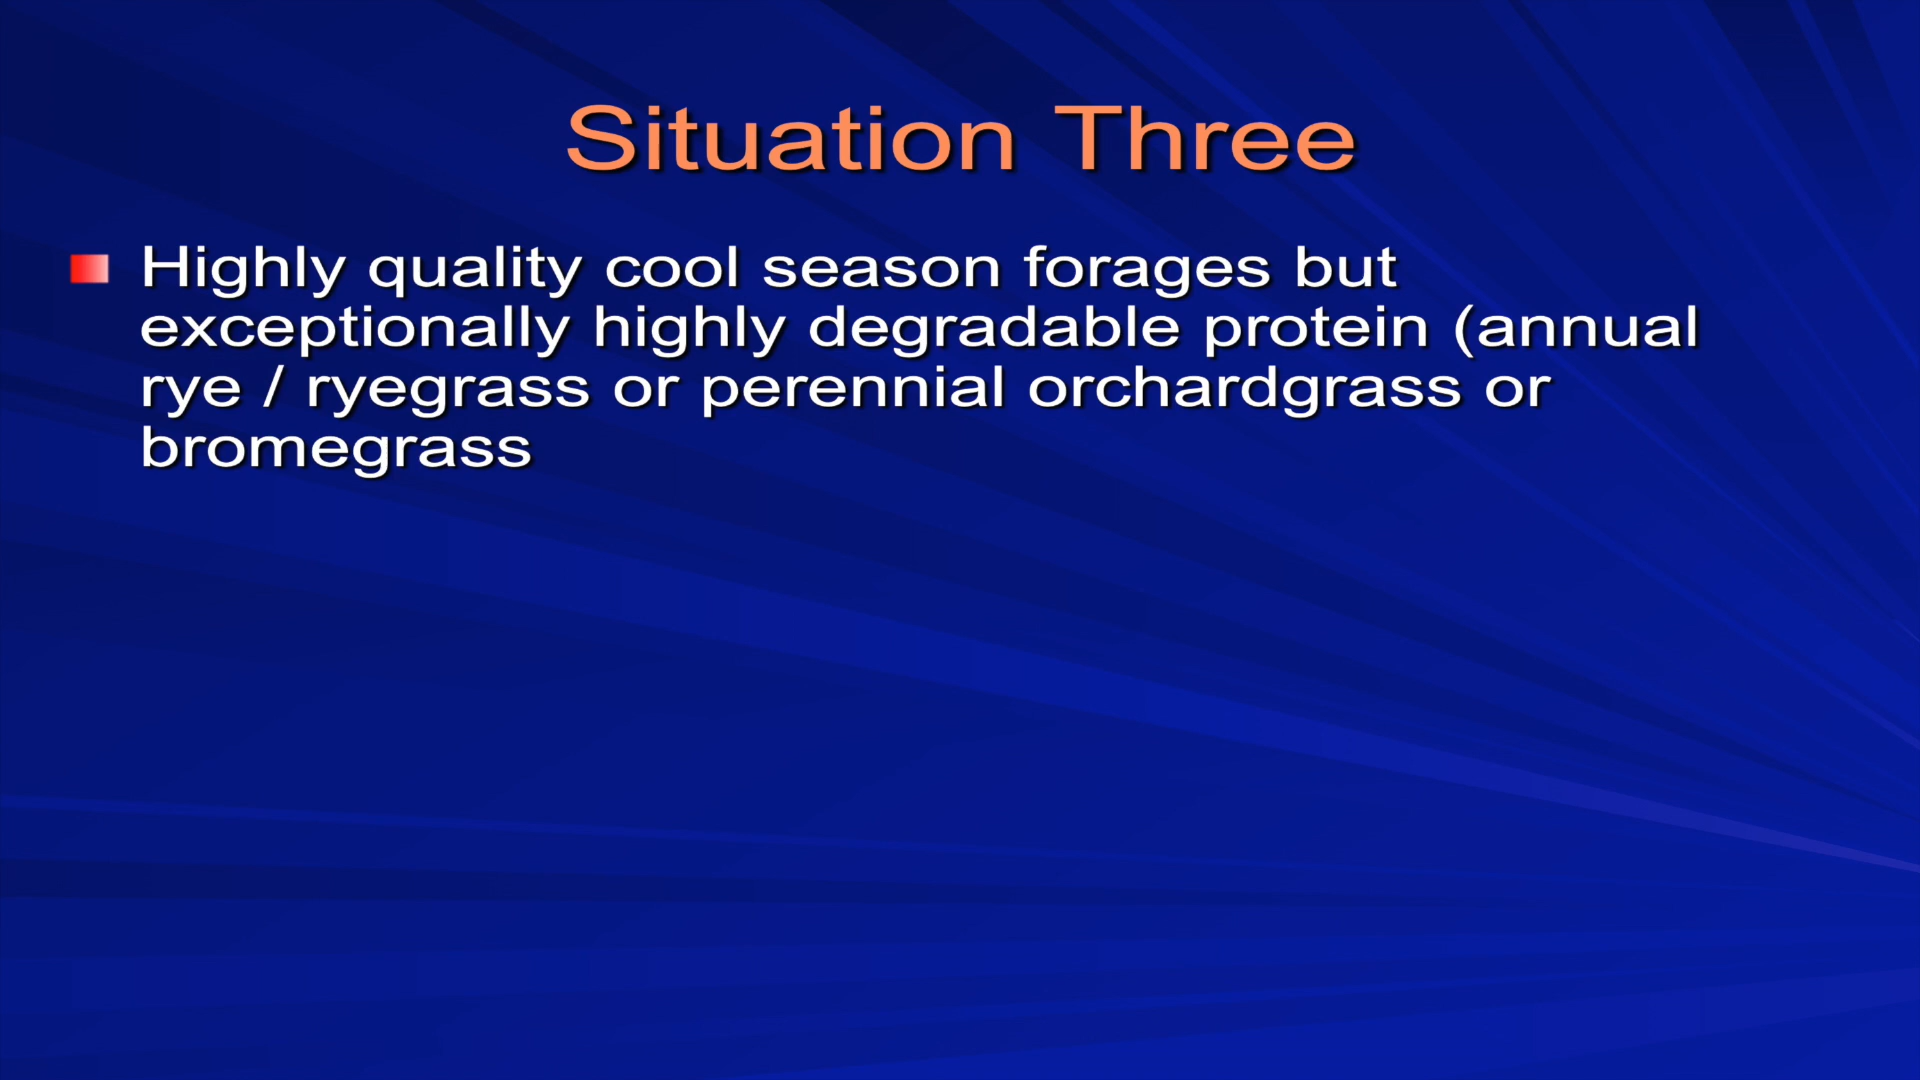 Situation Three
Highly quality cool season forages but
exceptionally highly degradable protein (annual
rye / ryegrass or perennial orchardgrass or
bromegrass